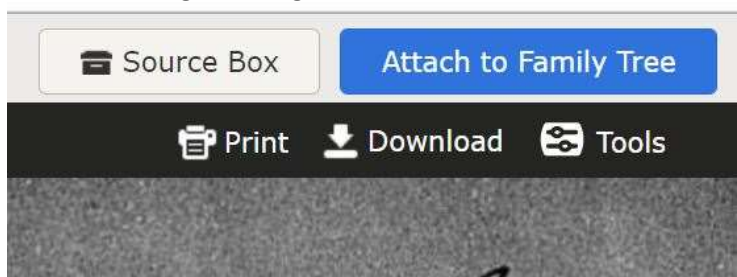 Source Box
Attach to Family Tree
Print
Download
Tools